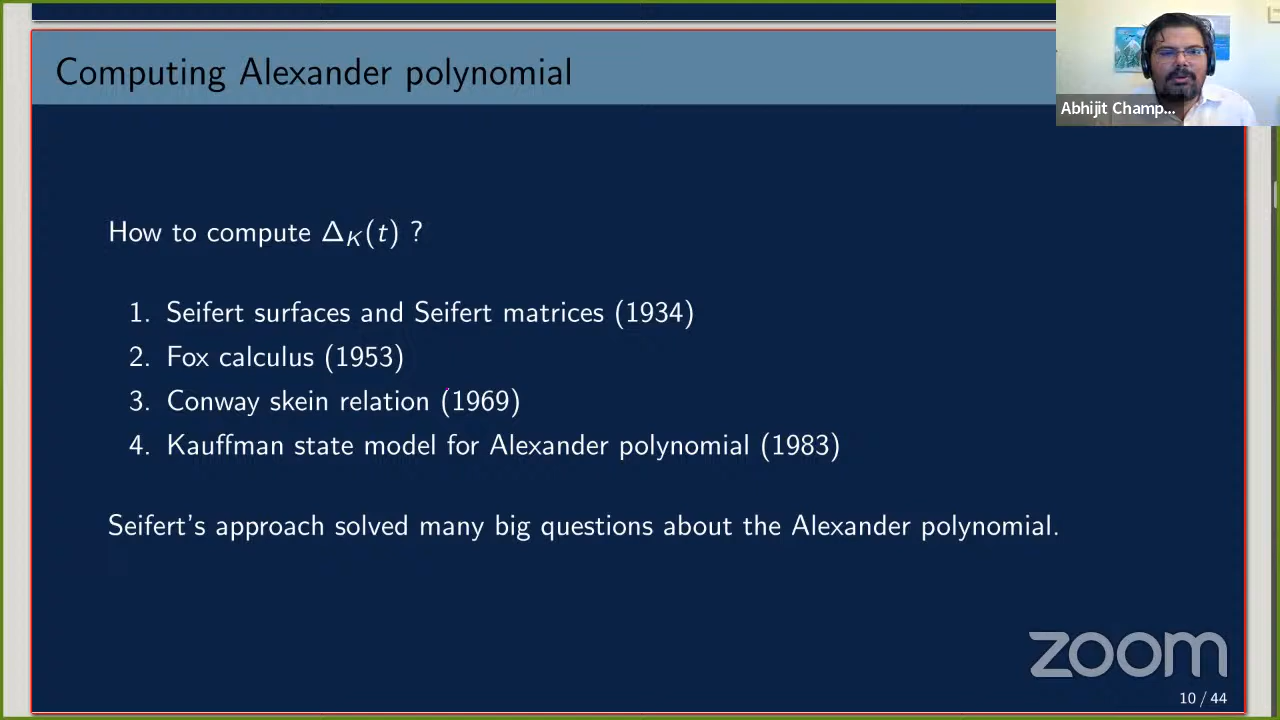 Computing Alexander polynomial
Abhijit Champ...
How to compute Δ_K(t) ?
1. Seifert surfaces and Seifert matrices (1934)
2. Fox calculus (1953)
3. Conway skein relation (1969)
4. Kauffman state model for Alexander polynomial (1983)
Seifert's approach solved many big questions about the Alexander polynomial.
zoom
10 / 44